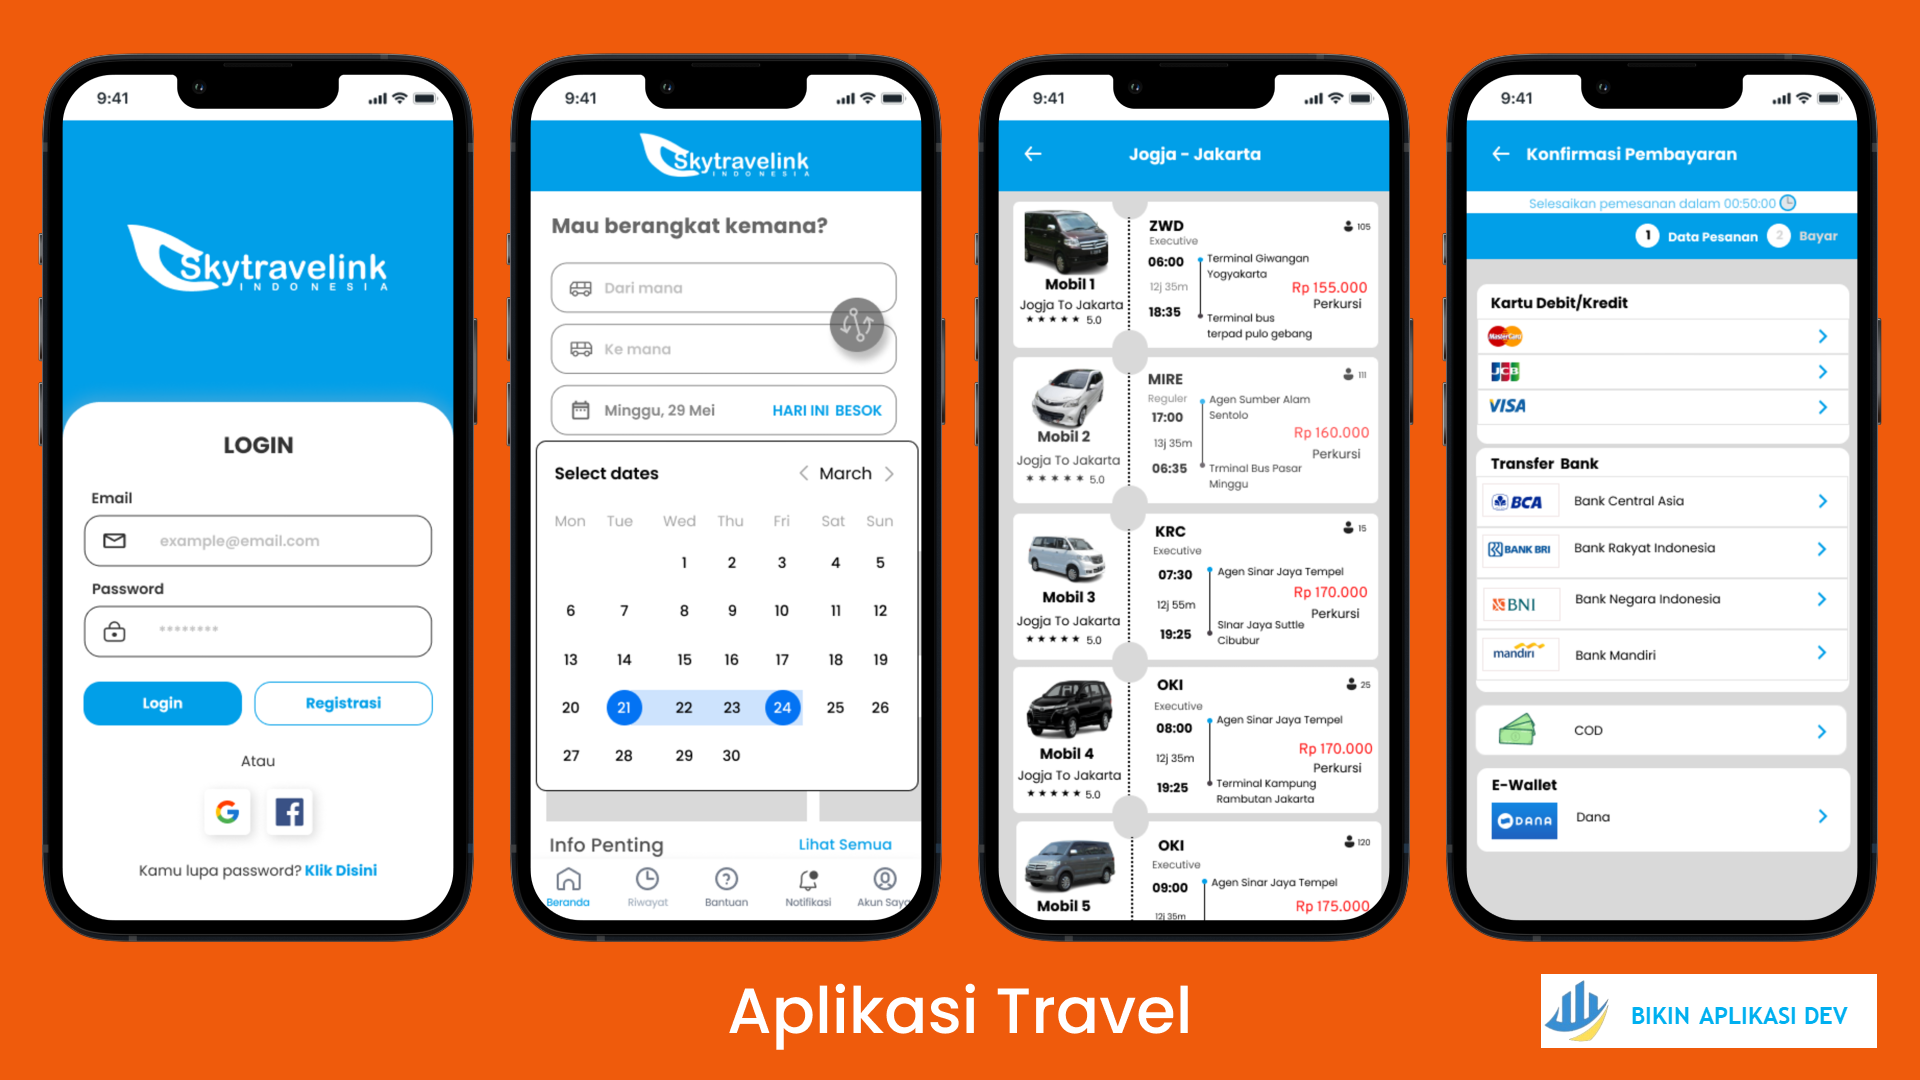 9:41
Skytravelink
INDONESIA
LOGIN
Email
example@email.com
Password
********
Login Registrasi
Atau
Kamu lupa password? Klik Disini
9:41
Skytravelink
INDONESIA
Mau berangkat kemana?
Dari mana
Ke mana
Minggu, 29 Mei HARI INI BESOK
Select dates March
Mon Tue Wed Thu Fri Sat Sun
1 2 3 4 5
6 7 8 9 10 11 12
13 14 15 16 17 18 19
20 21 22 23 24 25 26
27 28 29 30
Info Penting Lihat Semua
Beranda Riwayat Bantuan Notifikasi Akun Saya
9:41
Jogja - Jakarta
Mobil 1
Jogja To Jakarta
★★★★★ 5.0
ZWD 105
Executive
06:00 Terminal Giwangan
Yogyakarta
12j 35m Rp 155.000
Perkursi
18:35 Terminal bus
terpad pulo gebang
Mobil 2
Jogja To Jakarta
★★★★★ 5.0
MIRE 111
Reguler
17:00 Agen Sumber Alam
Sentolo
13j 35m Rp 160.000
Perkursi
06:35 Trminal Bus Pasar
Minggu
Mobil 3
Jogja To Jakarta
★★★★★ 5.0
KRC 15
Executive
07:30 Agen Sinar Jaya Tempel
12j 55m Rp 170.000
Perkursi
19:25 SInar Jaya Suttle
Cibubur
Mobil 4
Jogja To Jakarta
★★★★★ 5.0
OKI 25
Executive
08:00 Agen Sinar Jaya Tempel
12j 35m Rp 170.000
Perkursi
19:25 Terminal Kampung
Rambutan Jakarta
Mobil 5
OKI 120
Executive
09:00 Agen Sinar Jaya Tempel
12j 35m Rp 175.000
9:41
Konfirmasi Pembayaran
Selesaikan pemesanan dalam 00:50:00
1 Data Pesanan 2 Bayar
Kartu Debit/Kredit
MasterCard
JCB
VISA
Transfer Bank
BCA Bank Central Asia
BANK BRI Bank Rakyat Indonesia
BNI Bank Negara Indonesia
mandiri Bank Mandiri
COD
E-Wallet
DANA Dana
Aplikasi Travel
BIKIN APLIKASI DEV